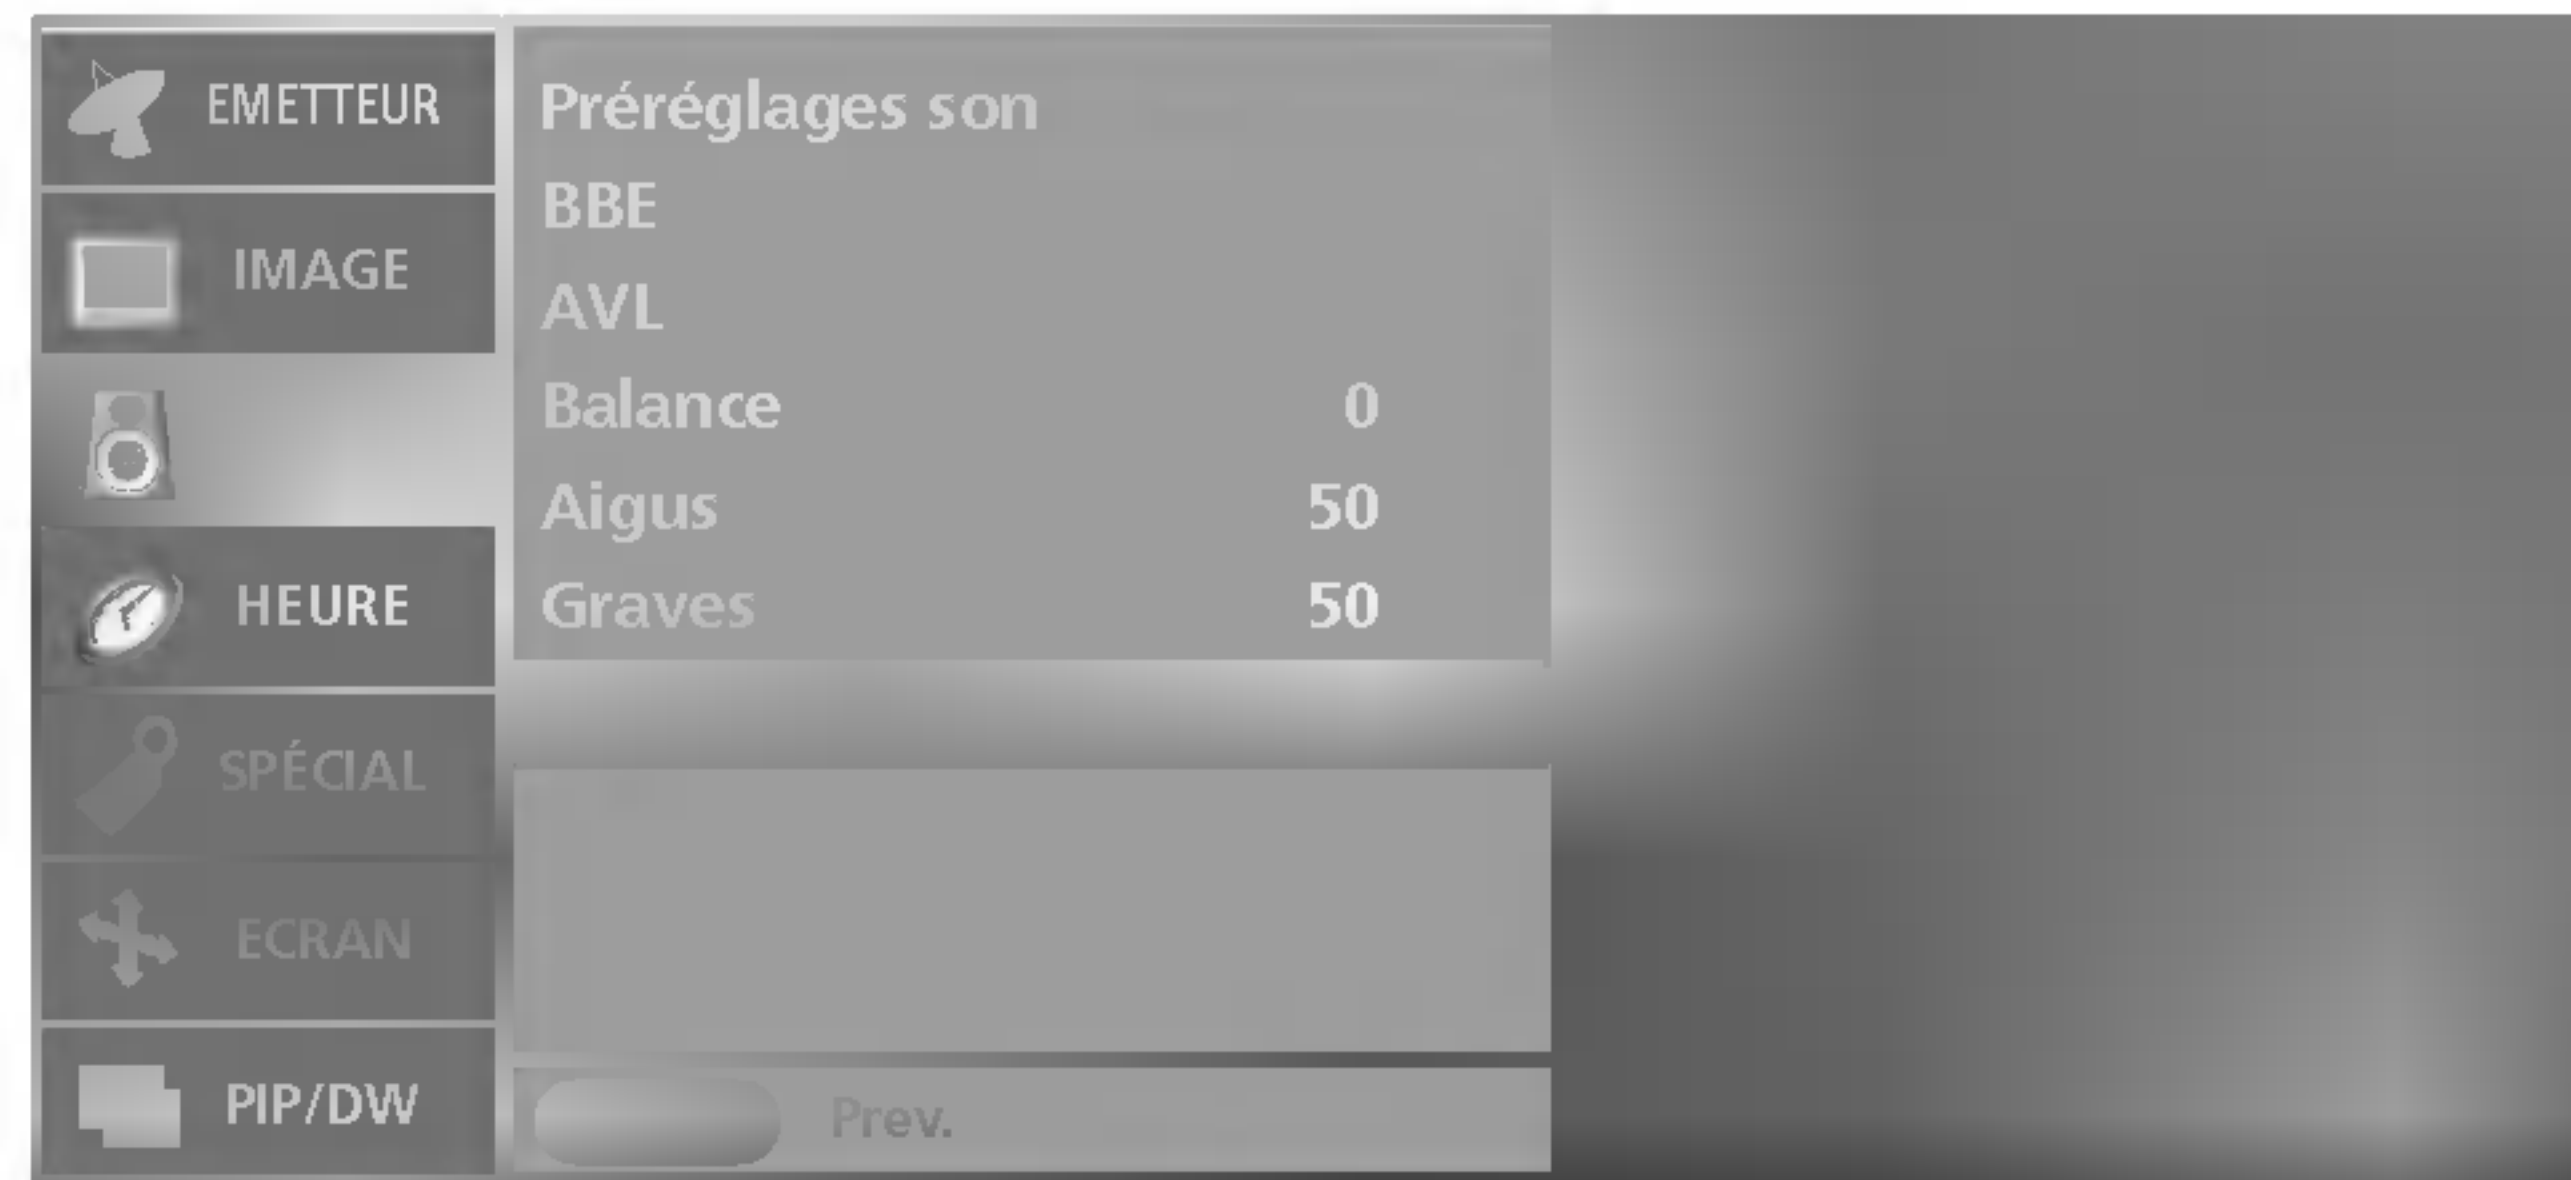 EMETTEUR
IMAGE
HEURE
SPÉCIAL
ECRAN
PIP/DW
Préréglages son
BBE
AVL
Balance 0
Aigus 50
Graves 50
Prev.